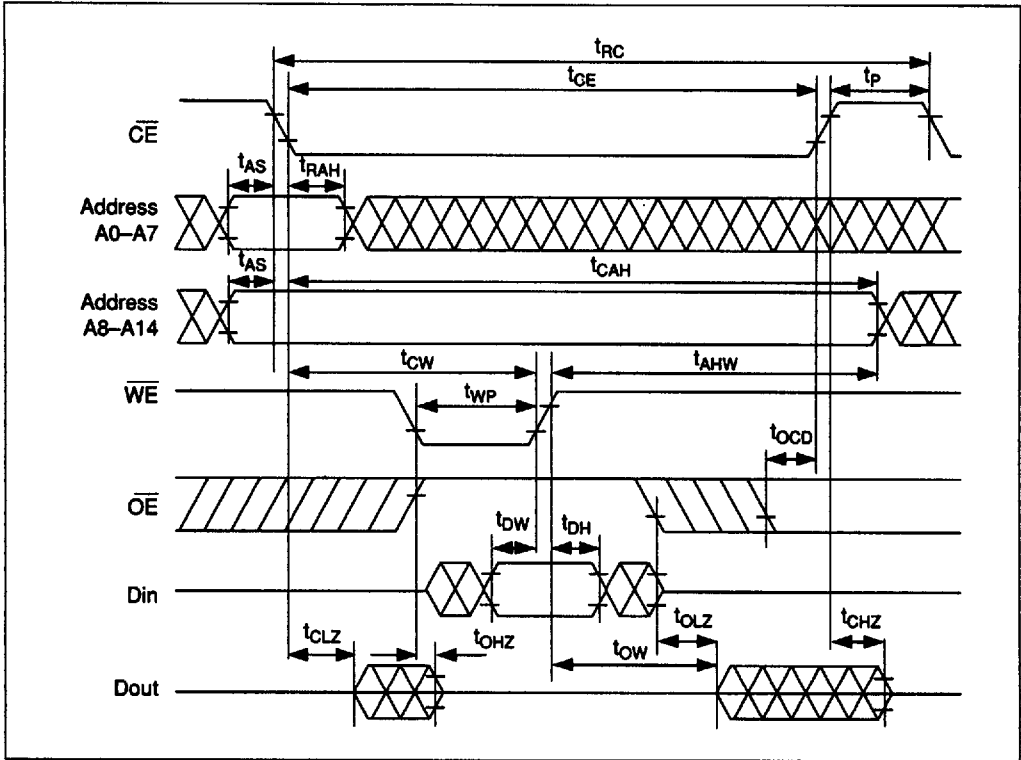 tRC
tCE
tP
CE
tAS
tRAH
Address
A0–A7
tAS
tCAH
Address
A8–A14
tCW
tAHW
WE
tWP
tOCD
OE
tDW
tDH
Din
tCLZ
tOHZ
tOLZ
tCHZ
tOW
Dout